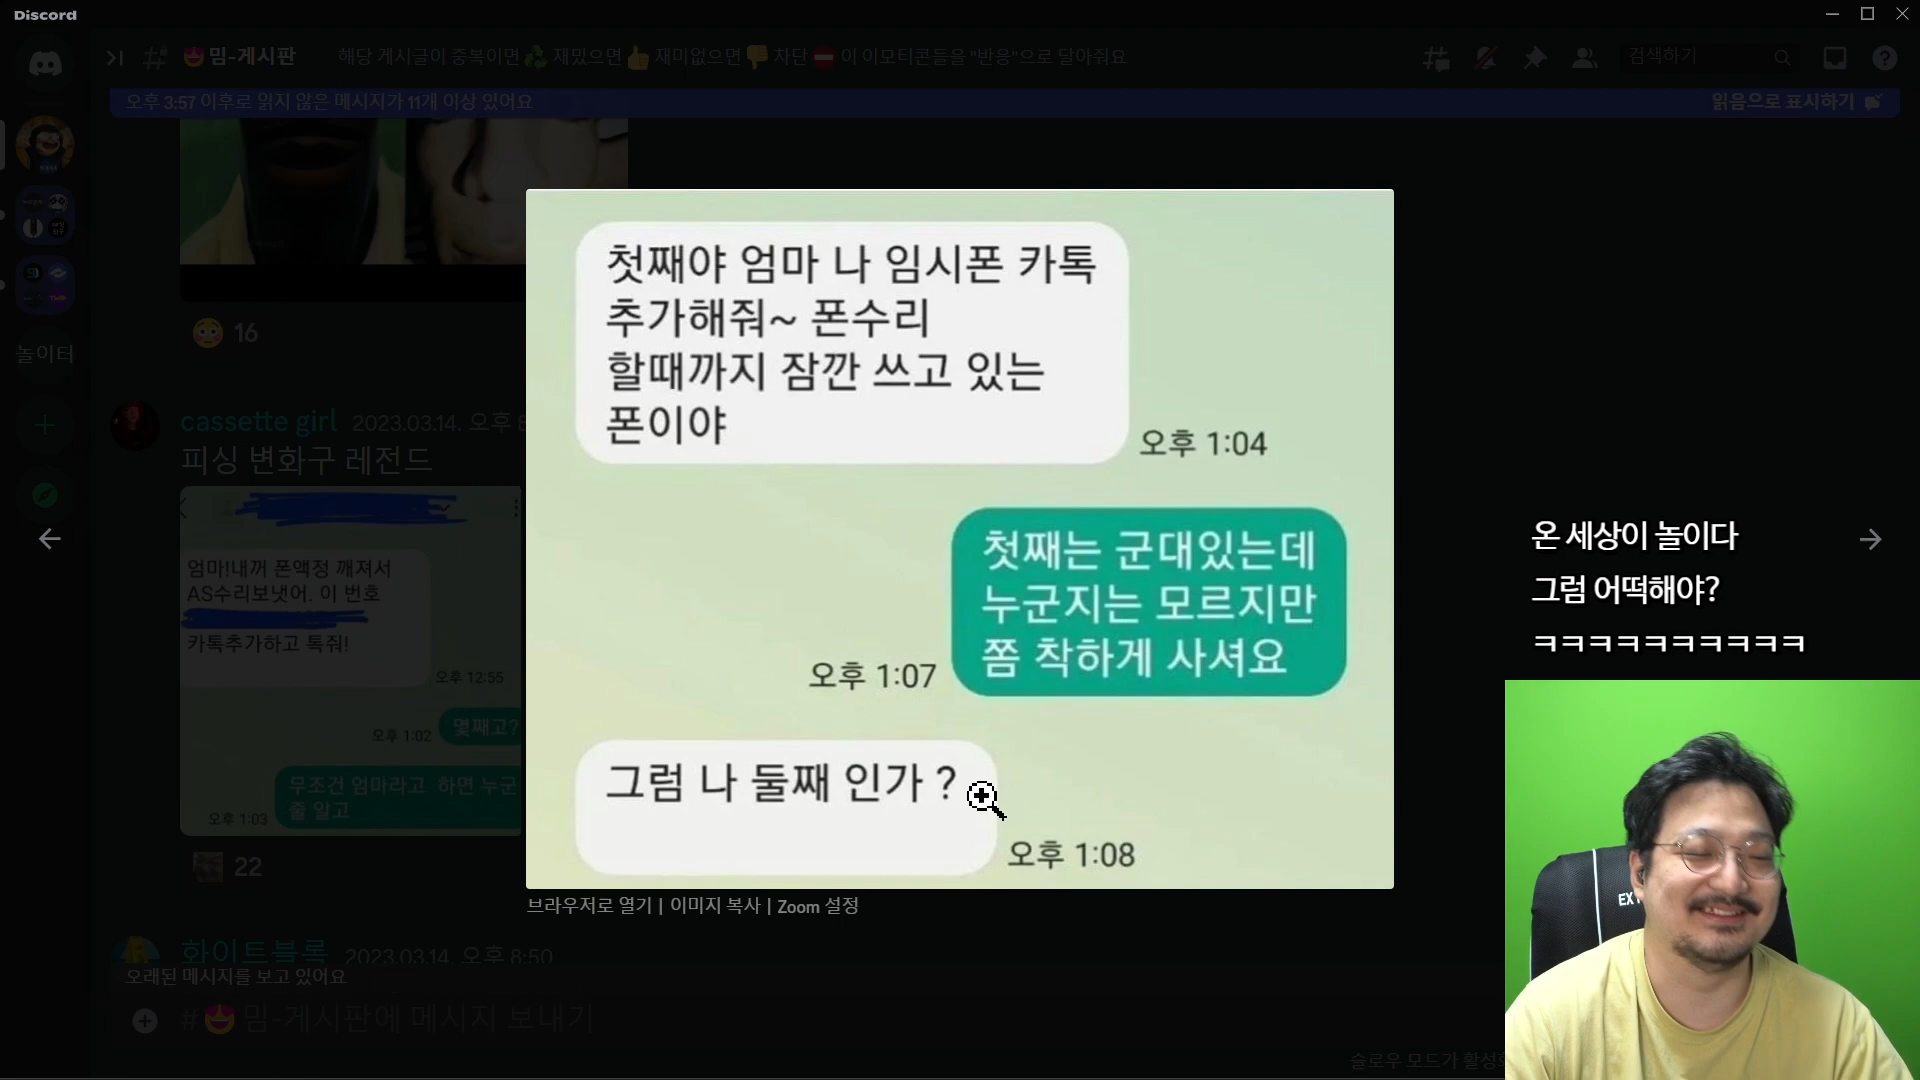 Discord
밈-게시판 해당 게시글이 중복이면 재밌으면 재미없으면 차단 이 이모티콘들을 "반응"으로 달아줘요
검색하기
오후 3:57 이후로 읽지 않은 메시지가 11개 이상 있어요
읽음으로 표시하기
16
놀이터
cassette girl 2023.03.14. 오후
피싱 변화구 레전드
엄마!내꺼 폰액정 깨져서
AS수리보냇어. 이 번호
카톡추가하고 톡줘!
오후 12:55
몇째고?
오후 1:02
무조건 엄마라고 하면 누군
줄 알고
오후 1:03
22
첫째야 엄마 나 임시폰 카톡
추가해줘~ 폰수리
할때까지 잠깐 쓰고 있는
폰이야
오후 1:04
첫째는 군대있는데
누군지는 모르지만
쫌 착하게 사셔요
오후 1:07
그럼 나 둘째 인가 ?
오후 1:08
브라우저로 열기 | 이미지 복사 | Zoom 설정
온 세상이 놀이다
그럼 어떡해야?
ㅋㅋㅋㅋㅋㅋㅋㅋㅋㅋ
화이트블록 2023.03.14. 오후 8:50
오래된 메시지를 보고 있어요
#밈-게시판에 메시지 보내기
슬로우 모드가